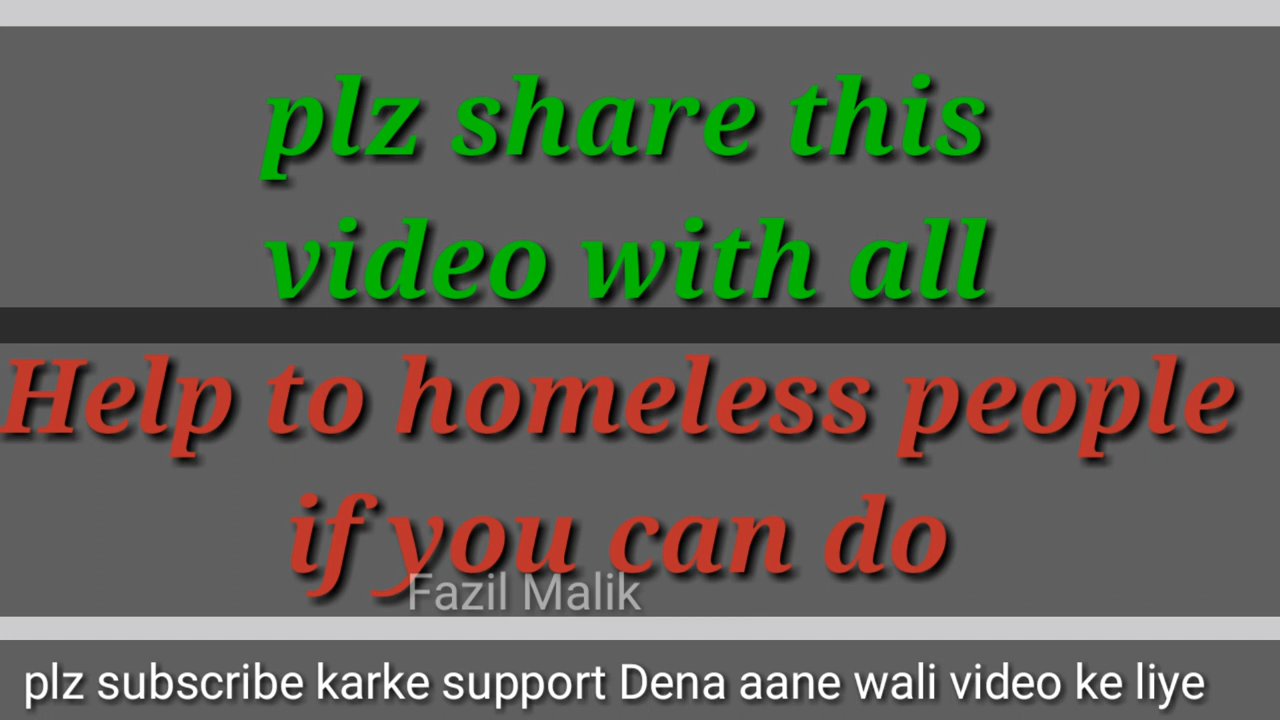 plz share this
video with all
Help to homeless people
if you can do
Fazil Malik
plz subscribe karke support Dena aane wali video ke liye